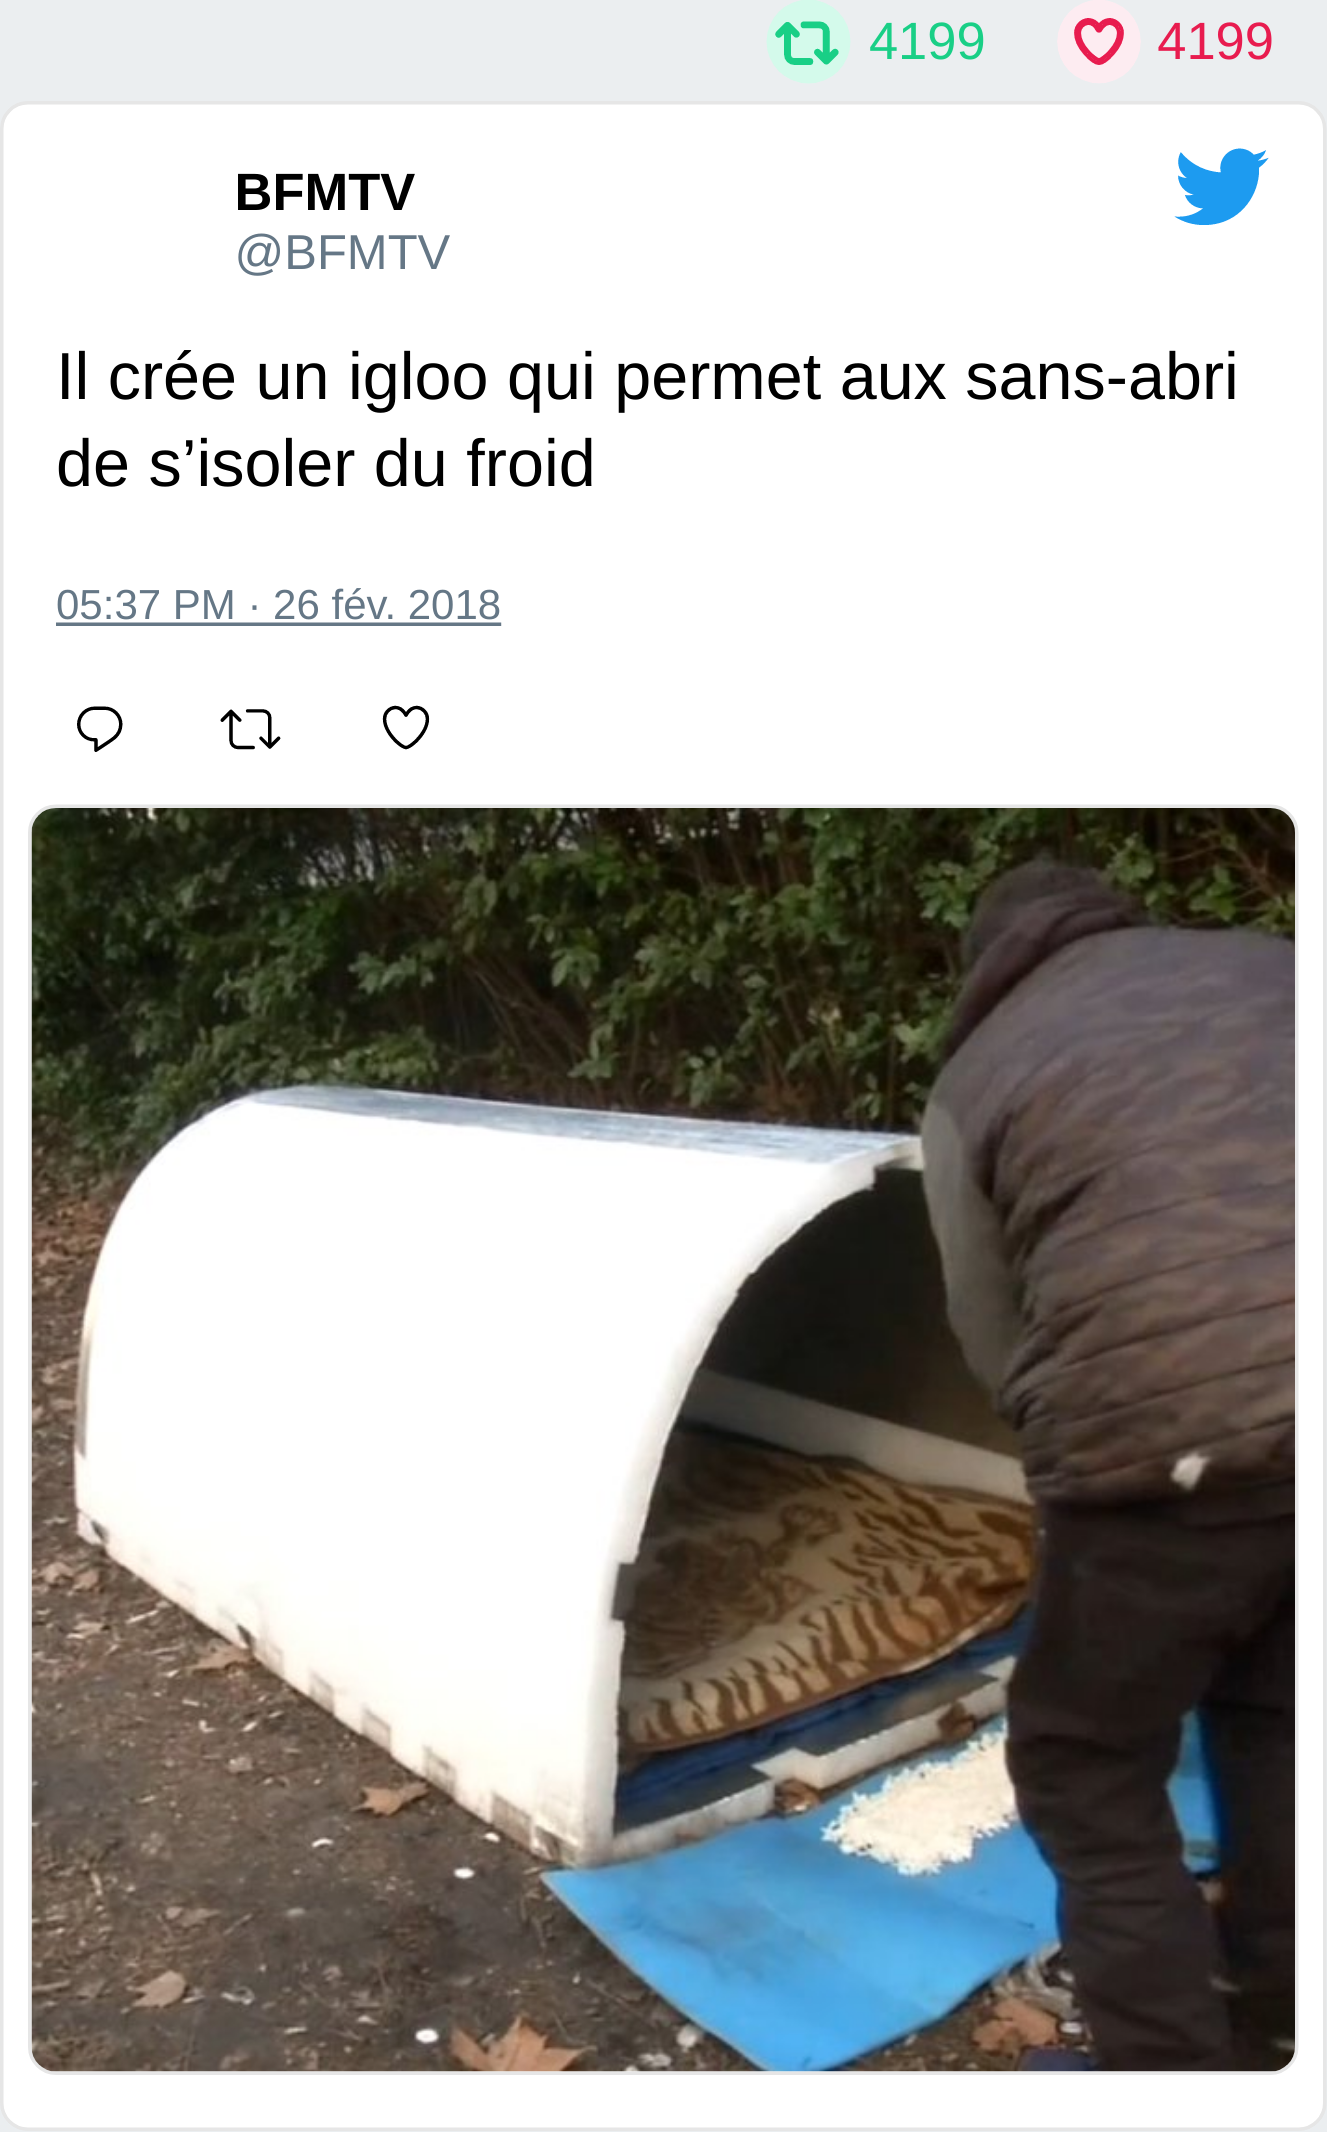 4199 4199
BFMTV
@BFMTV
Il crée un igloo qui permet aux sans-abri
de s’isoler du froid
05:37 PM · 26 fév. 2018